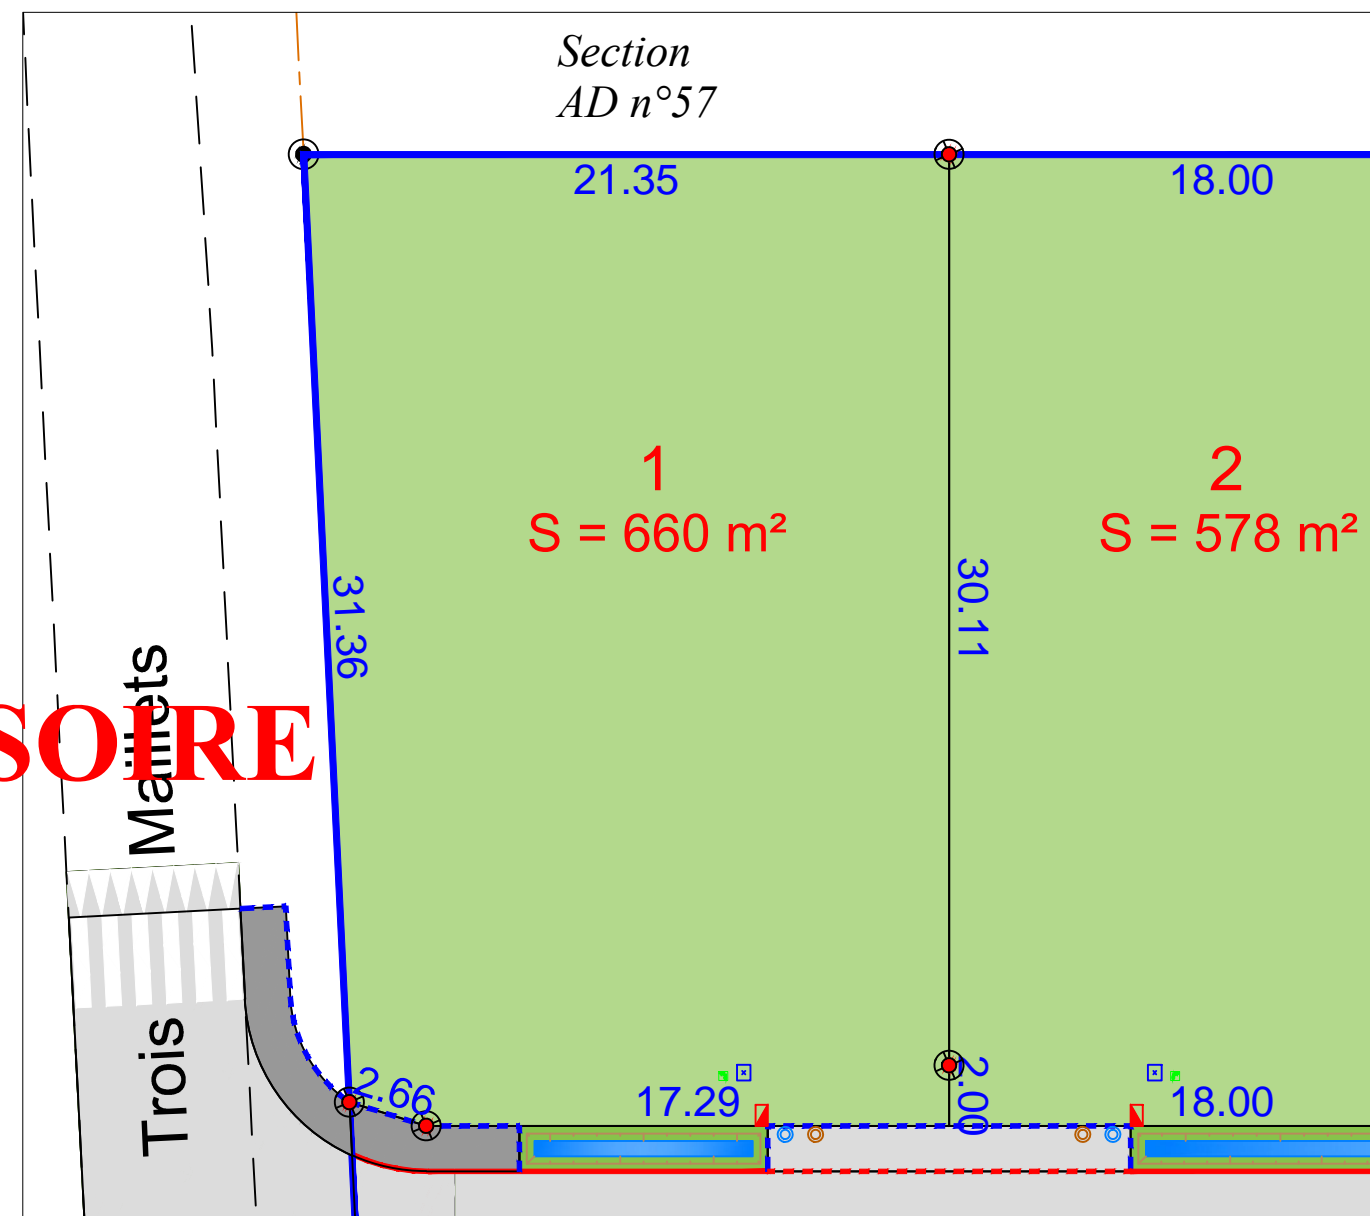 Section
AD n°57
21.35
18.00
1
S = 660 m²
2
S = 578 m²
31.36
30.11
Trois Maillets
SOIRE
2.66
17.29
2.00
18.00